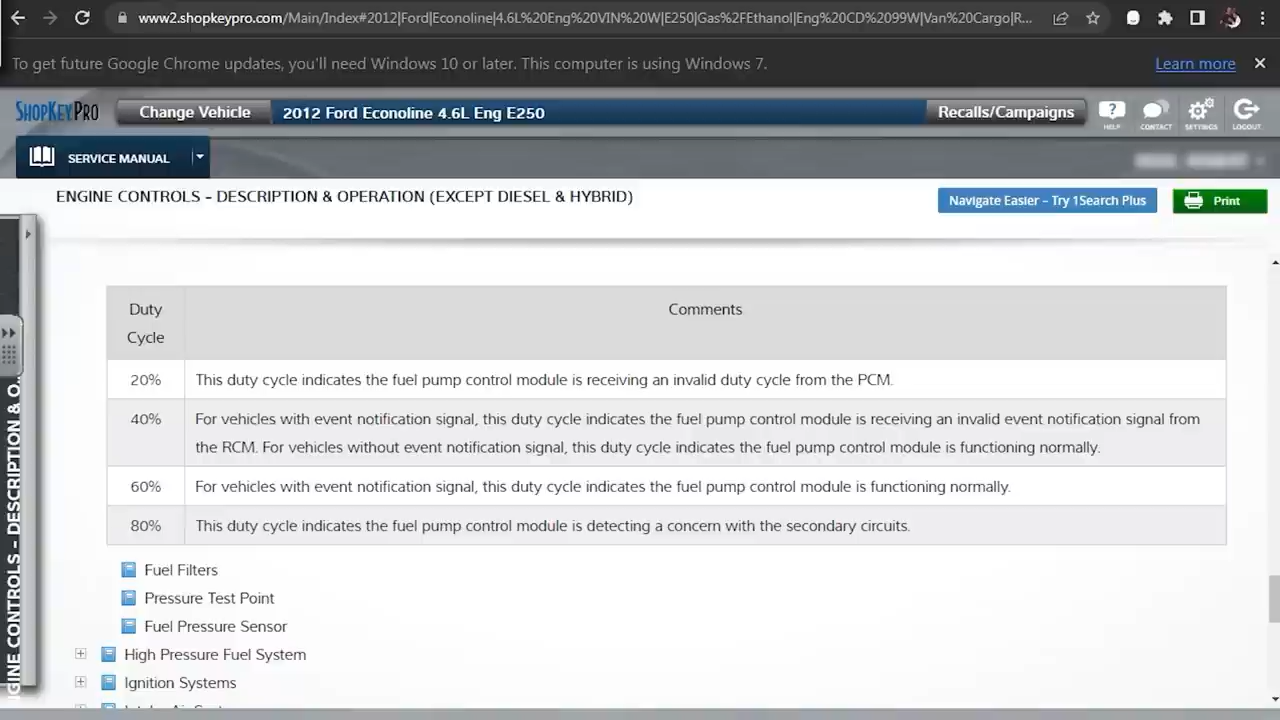 www2.shopkeypro.com/Main/Index#2012|Ford|Econoline|4.6L%20Eng%20VIN%20W|E250|Gas%2FEthanol|Eng%20CD%2099W|Van%20Cargo|R...
To get future Google Chrome updates, you'll need Windows 10 or later. This computer is using Windows 7.
Learn more
SHOPKEYPRO
Change Vehicle
2012 Ford Econoline 4.6L Eng E250
Recalls/Campaigns
HELP
CONTACT
SETTINGS
LOGOUT
SERVICE MANUAL
ENGINE CONTROLS - DESCRIPTION & OPERATION (EXCEPT DIESEL & HYBRID)
Navigate Easier - Try 1Search Plus
Print
Duty
Cycle
Comments
20%
This duty cycle indicates the fuel pump control module is receiving an invalid duty cycle from the PCM.
40%
For vehicles with event notification signal, this duty cycle indicates the fuel pump control module is receiving an invalid event notification signal from
the RCM. For vehicles without event notification signal, this duty cycle indicates the fuel pump control module is functioning normally.
60%
For vehicles with event notification signal, this duty cycle indicates the fuel pump control module is functioning normally.
80%
This duty cycle indicates the fuel pump control module is detecting a concern with the secondary circuits.
Fuel Filters
Pressure Test Point
Fuel Pressure Sensor
High Pressure Fuel System
Ignition Systems
CONTROLS - DESCRIPTION & O.